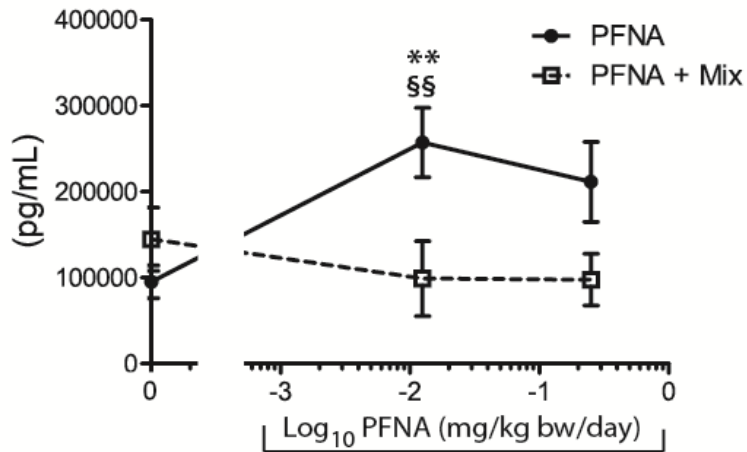 400000
PFNA
PFNA + Mix
**
§§
300000
200000
100000
0
(pg/mL)
0 -3 -2 -1 0
Log10 PFNA (mg/kg bw/day)